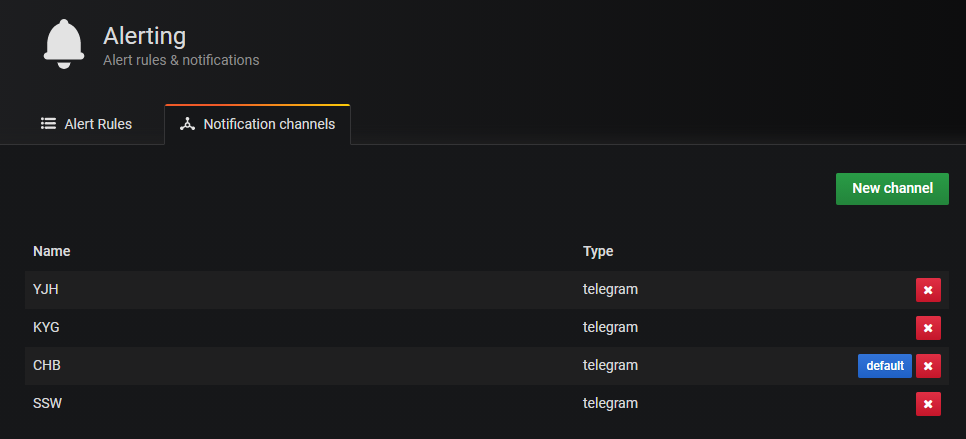 Alerting
Alert rules & notifications
Alert Rules
Notification channels
New channel
Name Type
YJH telegram
KYG telegram
CHB telegram default
SSW telegram